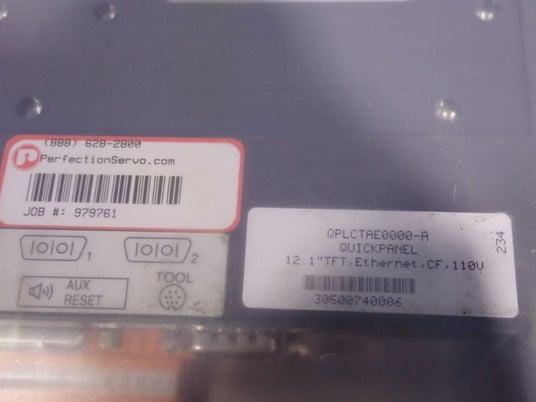 (888) 628-2800
PerfectionServo.com
JOB #: 979761
|O|O| 1
|O|O| 2
AUX
RESET
TOOL
QPLCTAE0000-A
QUICKPANEL
12.1"TFT,Ethernet,CF,110V
30500740006
234